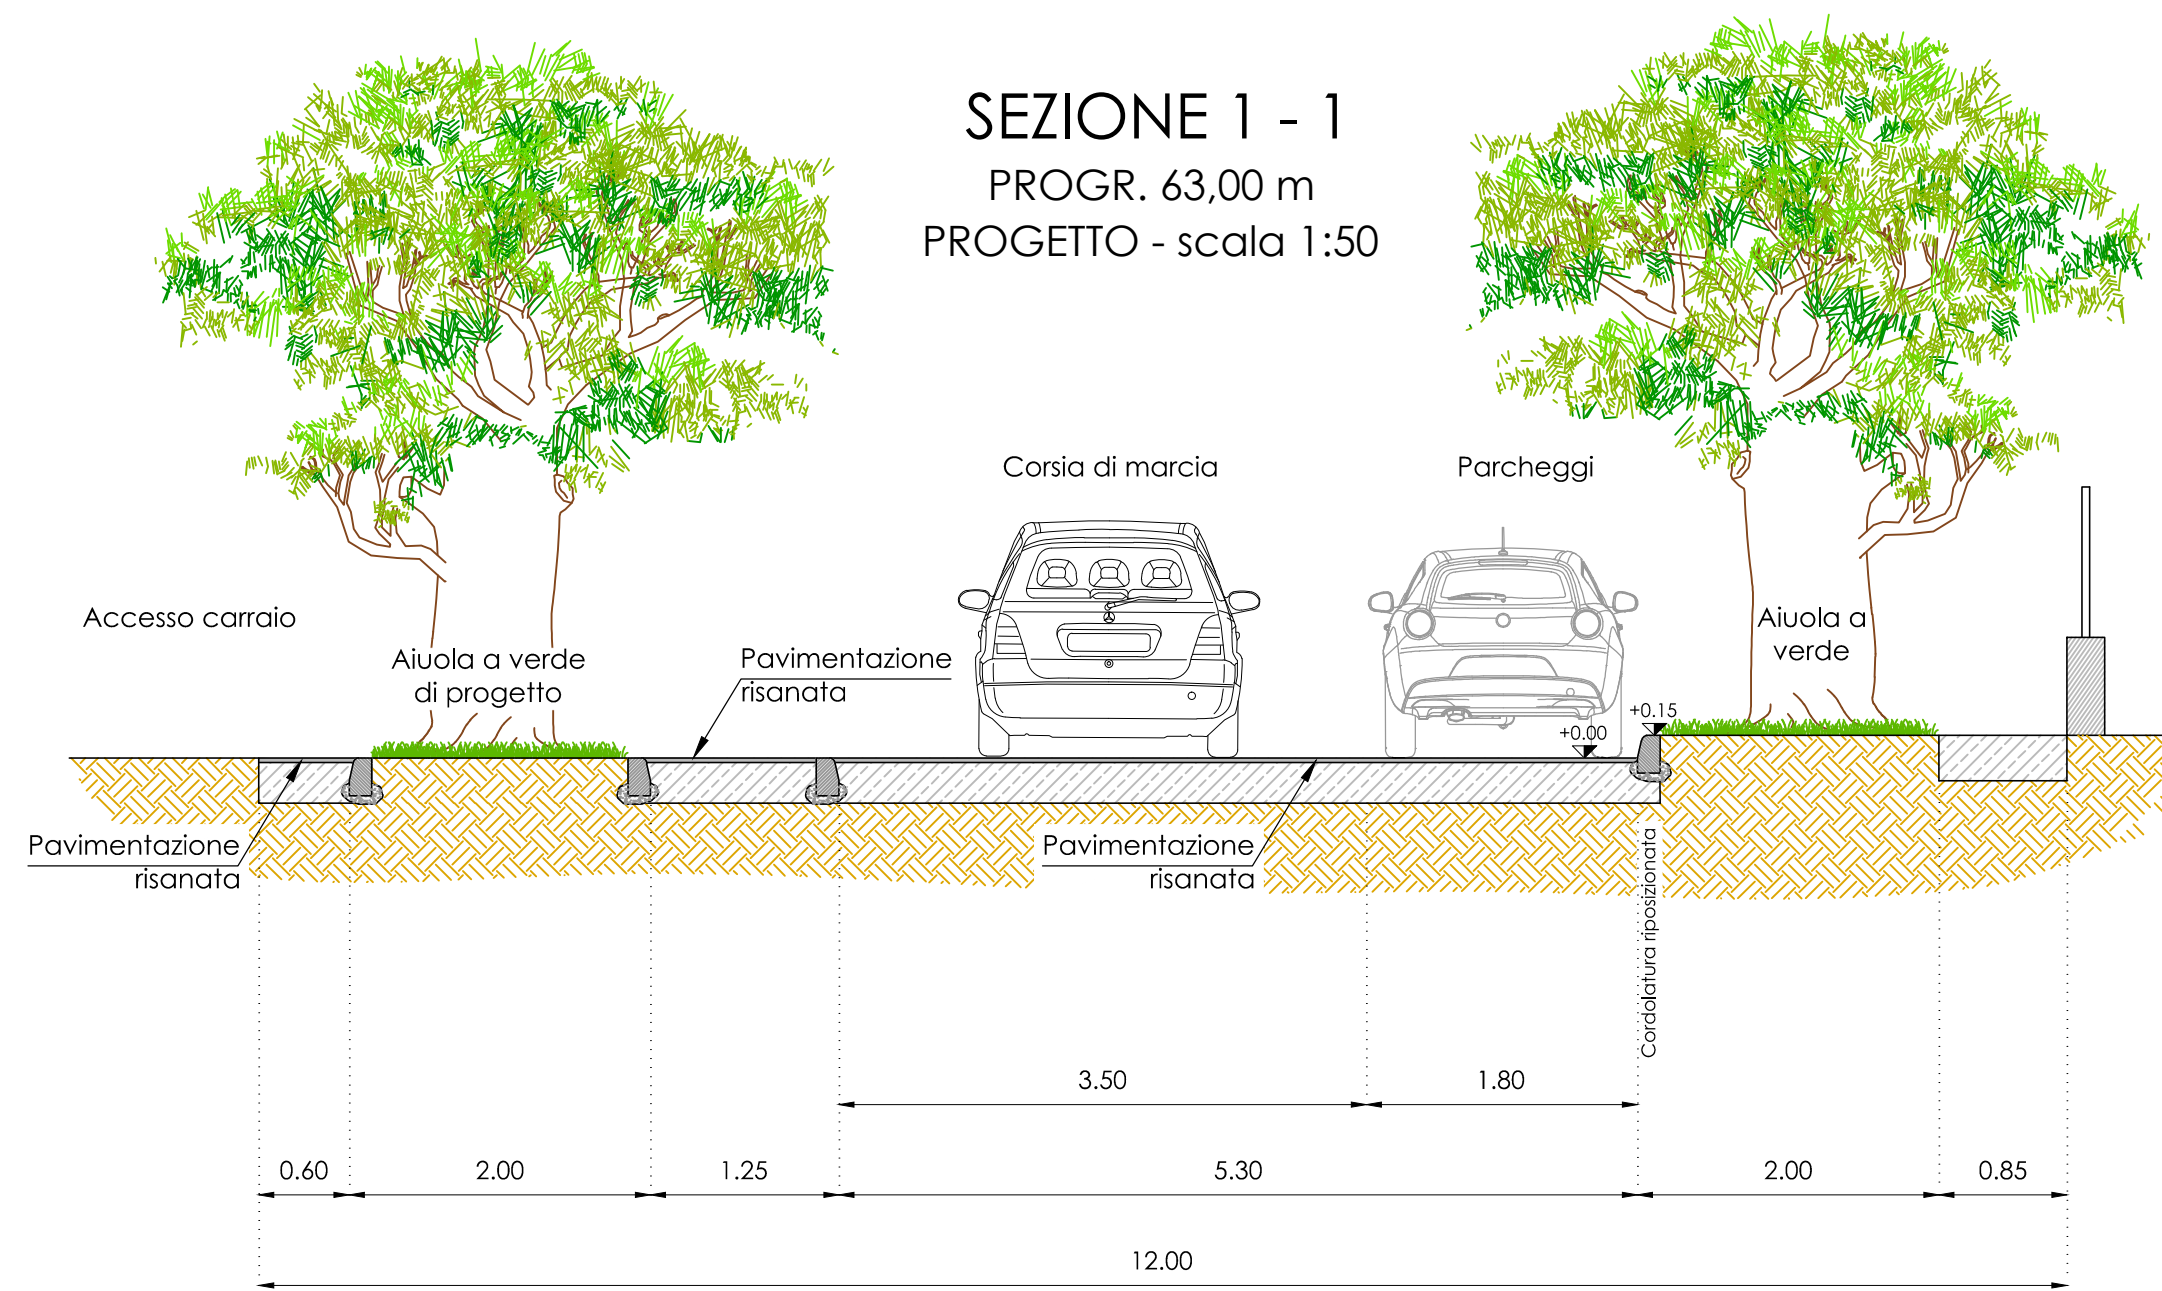 SEZIONE 1 - 1
PROGR. 63,00 m
PROGETTO - scala 1:50
Corsia di marcia
Parcheggi
Accesso carraio
Aiuola a verde
di progetto
Pavimentazione
risanata
Aiuola a
verde
+0.15
+0.00
Pavimentazione
risanata
Pavimentazione
risanata
Cordolatura riposizionata
3.50
1.80
0.60
2.00
1.25
5.30
2.00
0.85
12.00